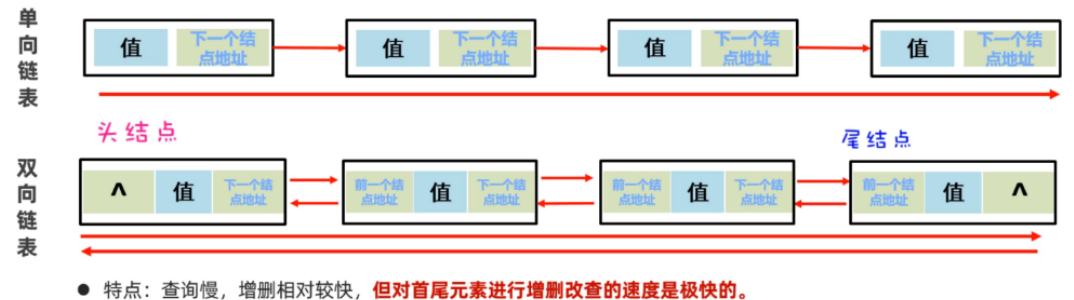 单向链表
值 下一个结点地址 值 下一个结点地址 值 下一个结点地址 值 下一个结点地址
头结点 尾结点
双向链表
^ 值 下一个结点地址 前一个结点地址 值 下一个结点地址 前一个结点地址 值 下一个结点地址 前一个结点地址 值 ^
● 特点：查询慢，增删相对较快，但对首尾元素进行增删改查的速度是极快的。